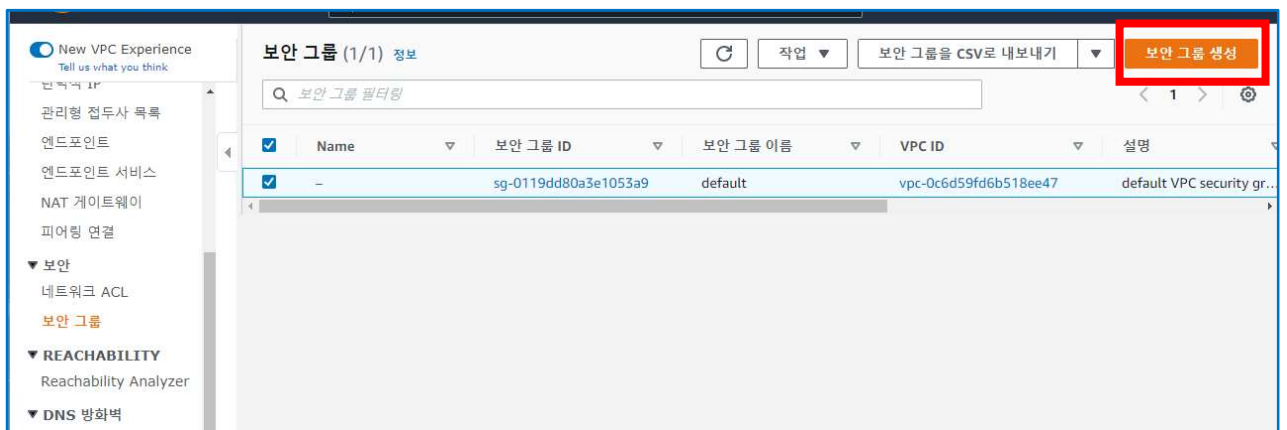 New VPC Experience
Tell us what you think
탄력적 IP
관리형 접두사 목록
엔드포인트
엔드포인트 서비스
NAT 게이트웨이
피어링 연결
▼ 보안
네트워크 ACL
보안 그룹
▼ REACHABILITY
Reachability Analyzer
▼ DNS 방화벽
보안 그룹 (1/1) 정보
작업 ▼ 보안 그룹을 CSV로 내보내기 ▼ 보안 그룹 생성
보안 그룹 필터링
< 1 >
Name 보안 그룹 ID 보안 그룹 이름 VPC ID 설명
– sg-0119dd80a3e1053a9 default vpc-0c6d59fd6b518ee47 default VPC security gr...